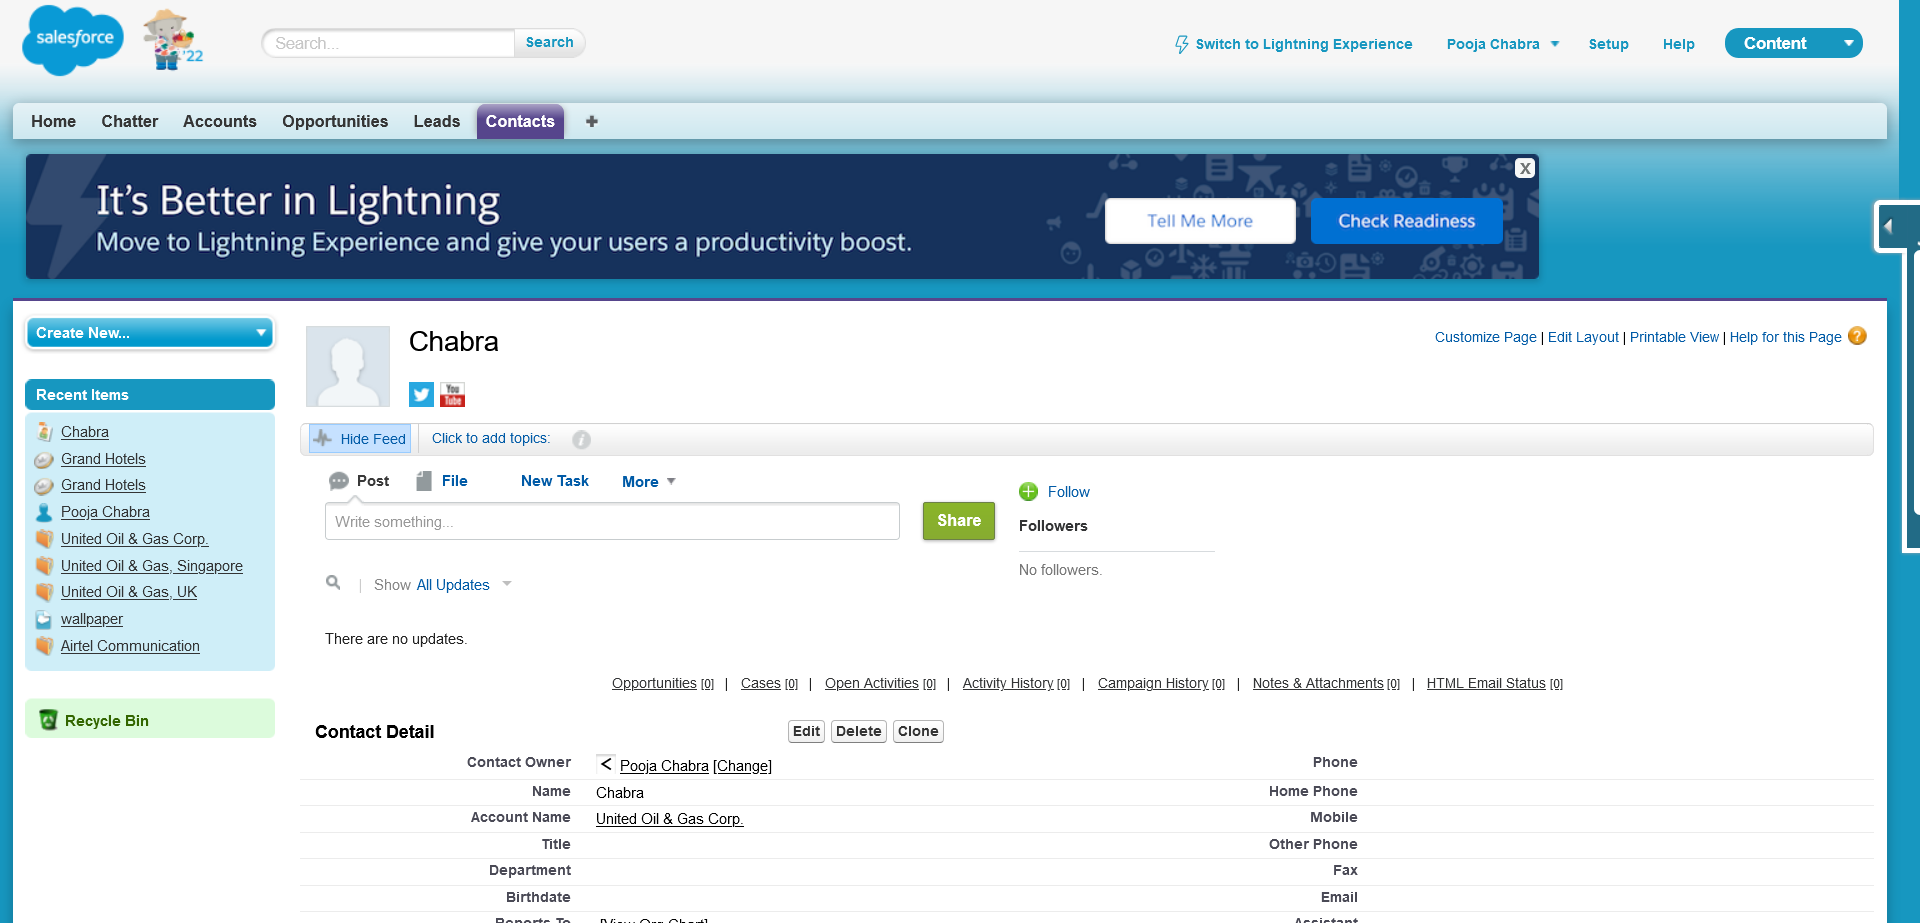 salesforce
'22
Search...
Search
Switch to Lightning Experience
Pooja Chabra
Setup
Help
Content
Home
Chatter
Accounts
Opportunities
Leads
Contacts
+
It's Better in Lightning
Move to Lightning Experience and give your users a productivity boost.
Tell Me More
Check Readiness
X
Create New...
Recent Items
Chabra
Grand Hotels
Grand Hotels
Pooja Chabra
United Oil & Gas Corp.
United Oil & Gas, Singapore
United Oil & Gas, UK
wallpaper
Airtel Communication
Recycle Bin
Chabra
Customize Page | Edit Layout | Printable View | Help for this Page ?
You
Tube
Hide Feed
Click to add topics:
i
Post
File
New Task
More
Write something...
Share
Follow
Followers
No followers.
| Show All Updates
There are no updates.
Opportunities [0] | Cases [0] | Open Activities [0] | Activity History [0] | Campaign History [0] | Notes & Attachments [0] | HTML Email Status [0]
Contact Detail
Edit
Delete
Clone
Contact Owner < Pooja Chabra [Change] Phone
Name Chabra Home Phone
Account Name United Oil & Gas Corp. Mobile
Title Other Phone
Department Fax
Birthdate Email
Reports To [View Org Chart] Assistant